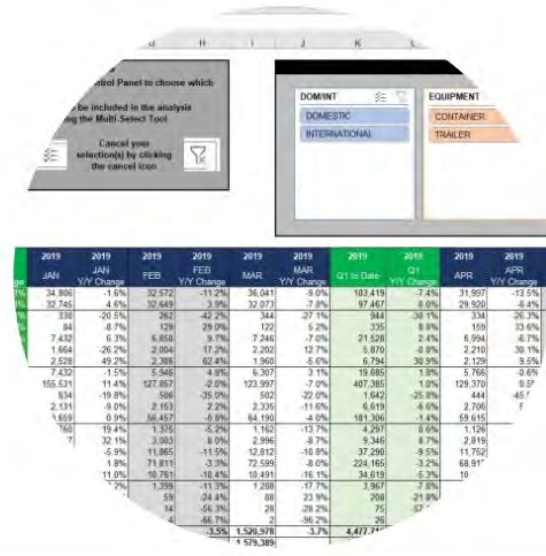 H I J K
ntrol Panel to choose which
be included in the analysis
ng the Multi-Select Tool
Cancel your
selection(s) by clicking
the cancel icon
DOM/INT
DOMESTIC
INTERNATIONAL
EQUIPMENT
CONTAINER
TRAILER
2019 2019 2019 2019 2019 2019 2019 2019 2019 2019
JAN JAN Y/Y Change FEB FEB Y/Y Change MAR MAR Y/Y Change Q1 to Date Q1 Y/Y Change APR APR Y/Y Change
34,806 -1.6% 32,572 -11.2% 36,041 -9.0% 103,419 -7.4% 31,997 -13.5%
32,745 4.6% 32,649 3.9% 32,073 -7.8% 97,467 0.0% 29,920 -6.4%
338 -20.5% 262 -42.2% 344 -27.1% 944 334 -26.3%
84 -8.7% 129 29.0% 122 5.2% 335 8.8% 159 33.6%
7,432 6.3% 6,850 9.7% 7,246 -7.0% 21,528 2.4% 6,994 -6.7%
1,664 -26.2% 2,004 17.2% 2,202 12.7% 5,870 -0.8% 2,210 30.1%
2,528 49.2% 2,306 62.4% 1,960 -5.6% 6,794 30.9% 2,129 9.5%
7,432 -1.5% 5,946 4.8% 6,307 3.1% 19,685 1.8% 5,766 -0.6%
155,531 11.4% 127,857 -2.0% 123,997 -7.0% 407,385 1.0% 129,370 0.5%
634 -19.8% 506 -35.0% 502 -22.0% 1,642 -25.8% 444
2,131 -9.0% 2,153 2.2% 2,335 -11.6% 6,619 -6.6% 2,706
0.9% -0.9% 64,190 -4.0% 181,306 -1.4% 59,615
19.4% 1,375 -5.2% 1,162 -13.7% 4,297 0.6% 1,126
32.1% 3,003 8.0% 2,996 -8.7% 9,346 8.7% 2,819
-5.9% 11,865 -11.5% 12,812 -10.8% 37,290 -9.5% 11,752
1.8% 71,811 -3.3% 72,599 -8.0% 224,165 -3.2%
11.0% 10,761 -10.4% 10,491 -16.1% 34,619 -5.3%
1,399 -11.3% 1,288 -17.7% 3,967 -7.8%
59 -24.4% 88 23.9% 208 -21.8%
14 -56.3% 28 -28.2% 75
-66.7% 2 -96.2% 26
-3.5% 1,520,978 -3.7%
1,579,389